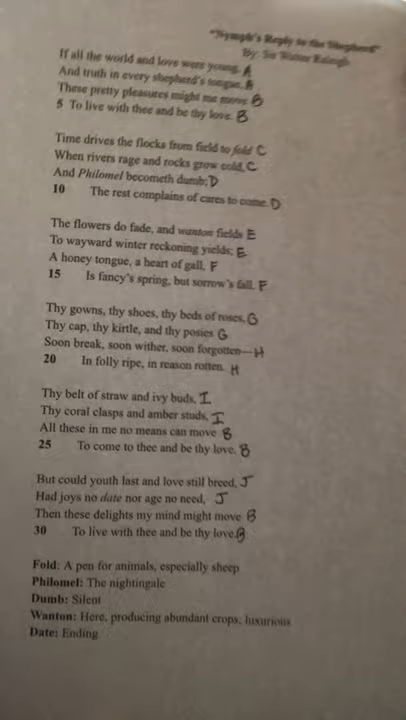 "Nymph's Reply to the Shepherd"
By: Sir Walter Raleigh
If all the world and love were young, A
And truth in every shepherd's tongue, A
These pretty pleasures might me move B
5 To live with thee and be thy love. B
Time drives the flocks from field to fold C
When rivers rage and rocks grow cold, C
And Philomel becometh dumb; D
10 The rest complains of cares to come. D
The flowers do fade, and wanton fields E
To wayward winter reckoning yields; E
A honey tongue, a heart of gall, F
15 Is fancy's spring, but sorrow's fall. F
Thy gowns, thy shoes, thy beds of roses, G
Thy cap, thy kirtle, and thy posies G
Soon break, soon wither, soon forgotten— H
20 In folly ripe, in reason rotten. H
Thy belt of straw and ivy buds, I
Thy coral clasps and amber studs, I
All these in me no means can move B
25 To come to thee and be thy love. B
But could youth last and love still breed, J
Had joys no date nor age no need, J
Then these delights my mind might move B
30 To live with thee and be thy love. B
Fold: A pen for animals, especially sheep
Philomel: The nightingale
Dumb: Silent
Wanton: Here, producing abundant crops, luxurious
Date: Ending